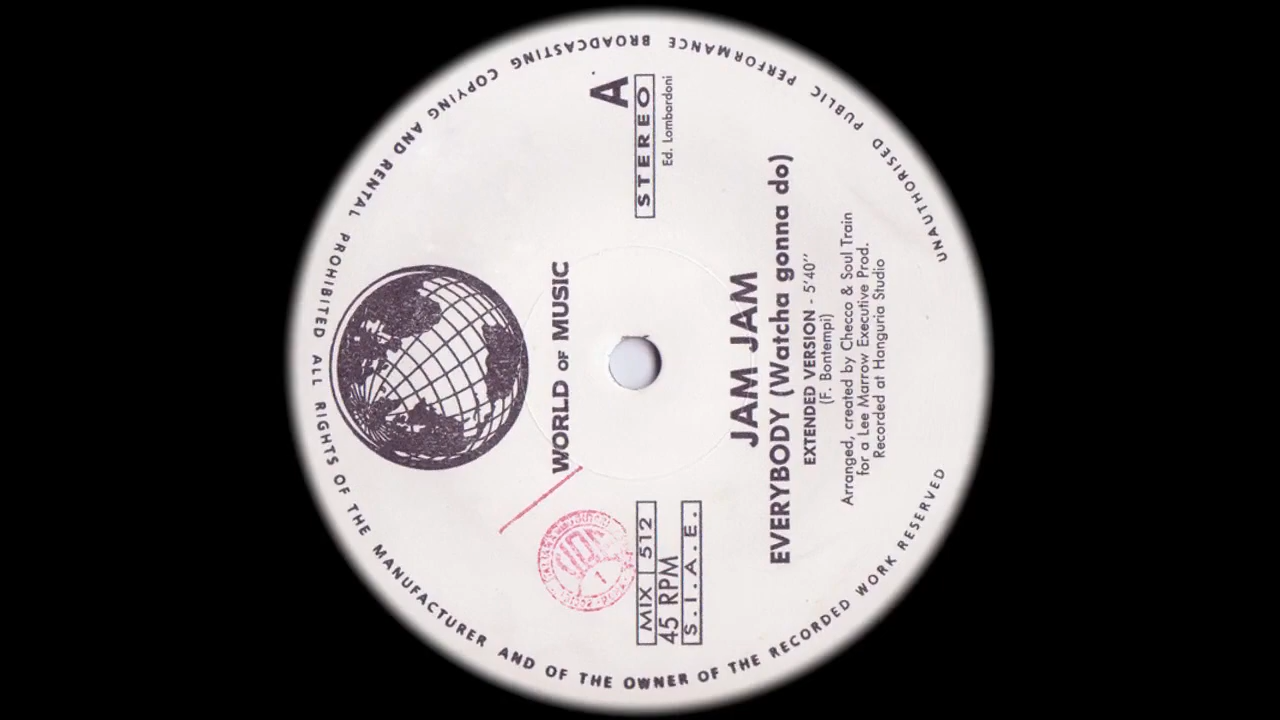 ALL RIGHTS OF THE MANUFACTURER AND OF THE OWNER OF THE RECORDED WORK RESERVED
UNAUTHORISED PUBLIC PERFORMANCE BROADCASTING COPYING AND RENTAL PROHIBITED
WORLD OF MUSIC
MIX 512
45 RPM
S.I.A.E.
A
STEREO
Ed. Lombardoni
JAM JAM
EVERYBODY (Watcha gonna do)
EXTENDED VERSION - 5'40''
(F. Bontempi)
Arranged, created by Checco & Soul Train
for a Lee Marrow Executive Prod.
Recorded at Hanguria Studio